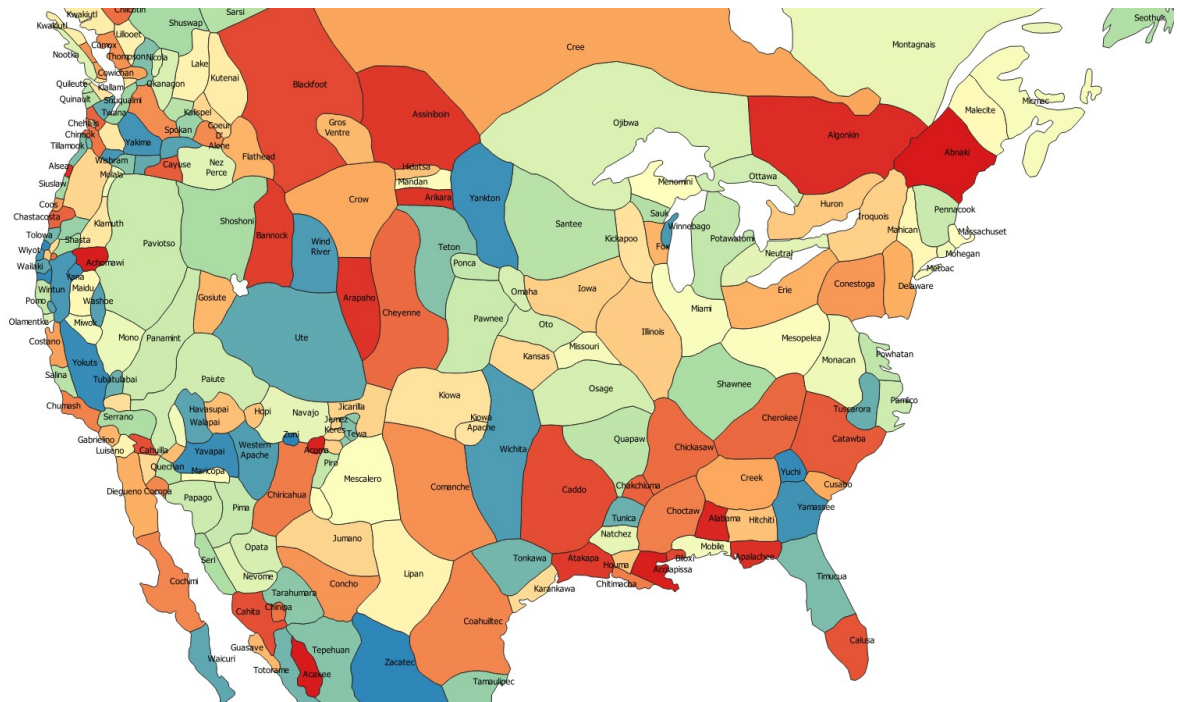 Kwakiutl
Chilcotin
Sarsi
Shuswap
Seothuk
Kwakiutl
Lillooet
Cree
Montagnais
Comox
Nootka
Thompson
Nicola
Lake
Kutenai
Cowichan
Okanagon
Blackfoot
Quileute
Klallam
Assiniboin
Micmac
Quinault
Snuqualmi
Malecite
Twana
Kalispel
Ojibwa
Chehalis
Spokan
Coeur
D'
Alene
Gros
Ventre
Algonkin
Chinook
Yakima
Tillamook
Abnaki
Wishram
Cayuse
Nez
Perce
Flathead
Hidatsa
Alsea
Molala
Mandan
Menomini
Ottawa
Siuslaw
Arikara
Yankton
Coos
Crow
Huron
Chastacosta
Klamuth
Shoshoni
Sauk
Iroquois
Pennacook
Tolowa
Shasta
Paviotso
Bannock
Wind
River
Teton
Santee
Kickapoo
Fox
Winnebago
Potawatomi
Mahican
Massachuset
Wiyot
Achomawi
Ponca
Neutral
Mohegan
Wailaki
Yana
Metoac
Wintun
Maidu
Washoe
Gosiute
Arapaho
Omaha
Iowa
Erie
Conestoga
Delaware
Pomo
Cheyenne
Miami
Olamentke
Miwok
Pawnee
Oto
Illinois
Costano
Mono
Panamint
Ute
Missouri
Mesopelea
Yokuts
Kansas
Monacan
Powhatan
Salina
Tubatulabai
Paiute
Osage
Shawnee
Kiowa
Pamlico
Chumash
Serrano
Havasupai
Walapai
Hopi
Navajo
Jicarilla
Tuscarora
Jemez
Keres
Tewa
Kiowa
Apache
Cherokee
Gabrielino
Luiseno
Cahuilla
Yavapai
Western
Apache
Zuni
Acoma
Wichita
Quapaw
Chickasaw
Catawba
Quechan
Maricopa
Piro
Mescalero
Comanche
Creek
Yuchi
Diegueno
Cocopa
Papago
Chiricahua
Caddo
Chakchiuma
Cusabo
Pima
Choctaw
Alabama
Hitchiti
Yamassee
Tunica
Jumano
Natchez
Mobile
Opata
Seri
Tonkawa
Atakapa
Biloxi
Apalachee
Nevome
Lipan
Houma
Acolapissa
Timucua
Cochimi
Concho
Chitimacha
Tarahumara
Karankawa
Cahita
Chinipa
Coahuiltec
Calusa
Guasave
Tepehuan
Waicuri
Zacatec
Totorame
Acaxee
Tamaulipec